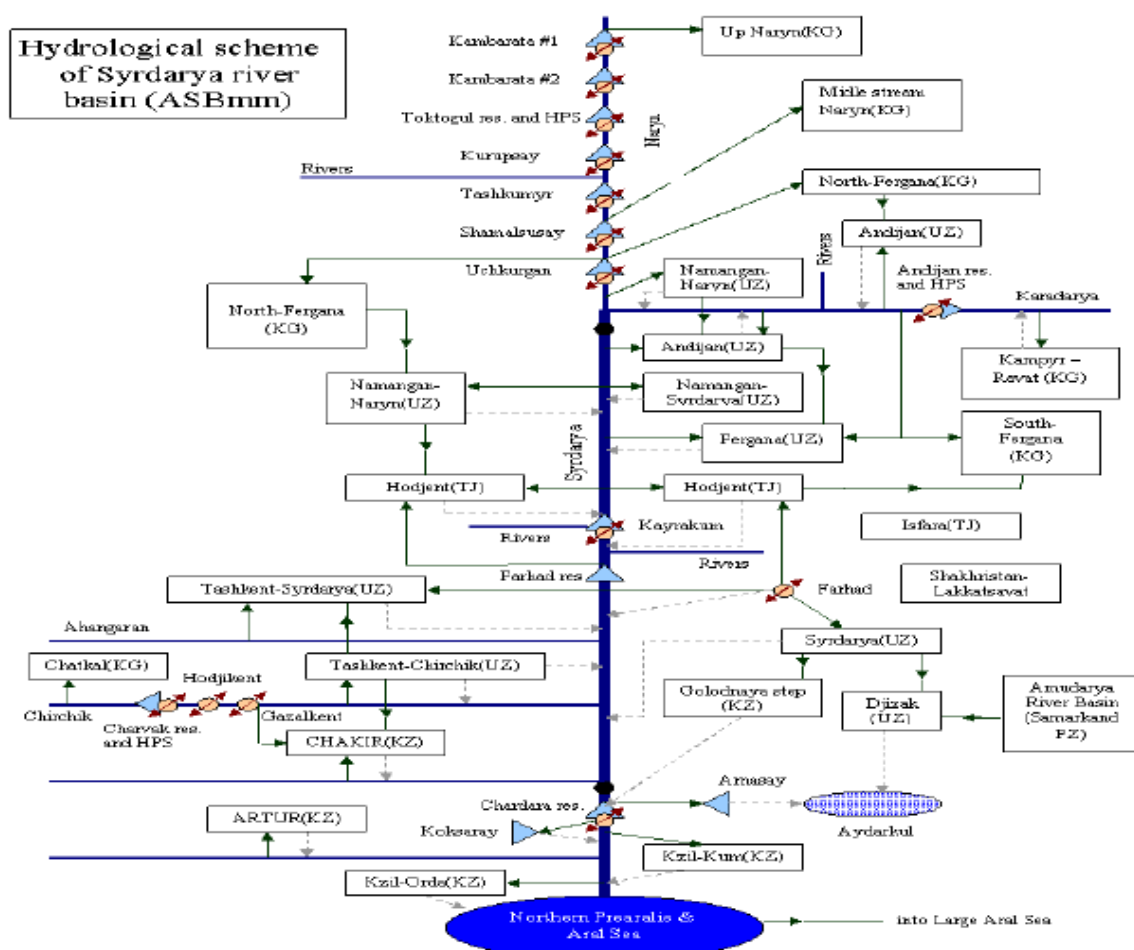 Hydrological scheme
of Syrdarya river
basin (ASBmm)
Kambarata #1
Up Naryn(KG)
Kambarata #2
Midle stream
Naryn(KG)
Toktogul res. and HPS
Naryn
Kurupsay
Rivers
Tashkumyr
North-Fergana(KG)
Shamalsusay
Andijan(UZ)
Rivers
Uchkurgan
Namangan-
Naryn(UZ)
Andijan res.
and HPS
Karadarya
North-Fergana
(KG)
Andijan(UZ)
Kampyr –
Revat (KG)
Namangan-
Naryn(UZ)
Namangan-
Syrdarya(UZ)
Syrdarya
Fergana(UZ)
South-
Fergana
(KG)
Hodjent(TJ)
Hodjent(TJ)
Kayrakum
Isfara(TJ)
Rivers
Rivers
Farhad res
Tashkent-Syrdarya(UZ)
Farhad
Shakhristan-
Lakkatsavat
Ahangaran
Syrdarya(UZ)
Chatkal(KG)
Hodjikent
Tashkent-Chirchik(UZ)
Golodnaya step
(KZ)
Djizak
(UZ)
Amudarya
River Basin
(Samarkand
PZ)
Chirchik
Charvak res.
and HPS
Gazalkent
CHAKIR(KZ)
Chardara res.
Arnasay
ARTUR(KZ)
Koksaray
Aydarkul
Kzil-Kum(KZ)
Kzil-Orda(KZ)
Northern Prearalie &
Aral Sea
into Large Aral Sea